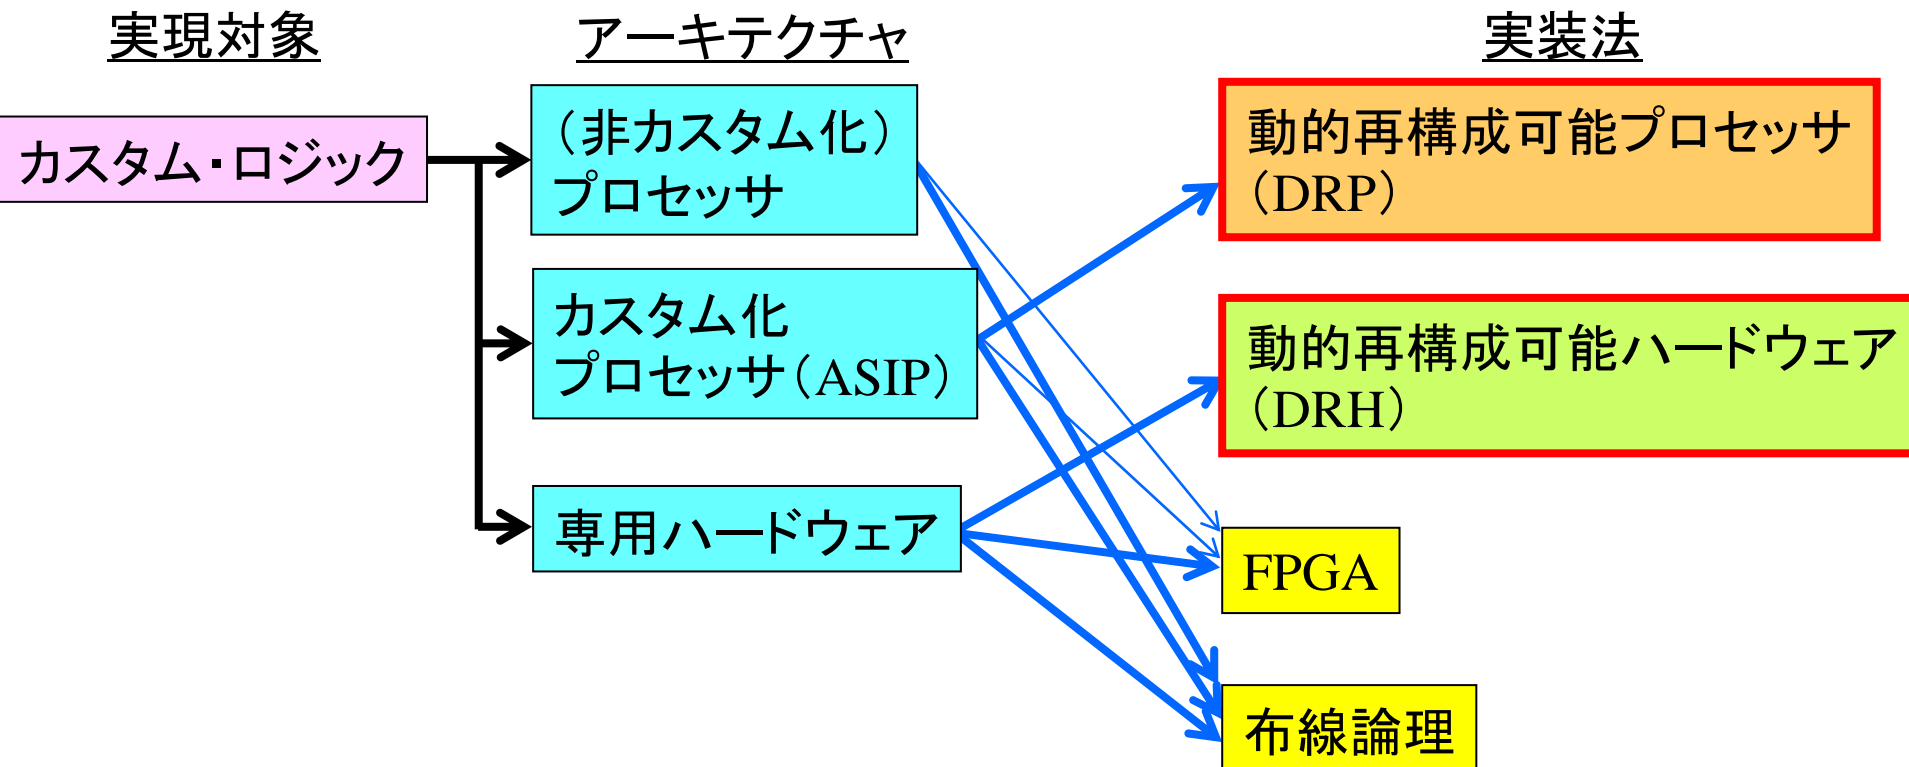 実現対象
アーキテクチャ
実装法
カスタム・ロジック
(非カスタム化)
プロセッサ
カスタム化
プロセッサ(ASIP)
専用ハードウェア
動的再構成可能プロセッサ
(DRP)
動的再構成可能ハードウェア
(DRH)
FPGA
布線論理